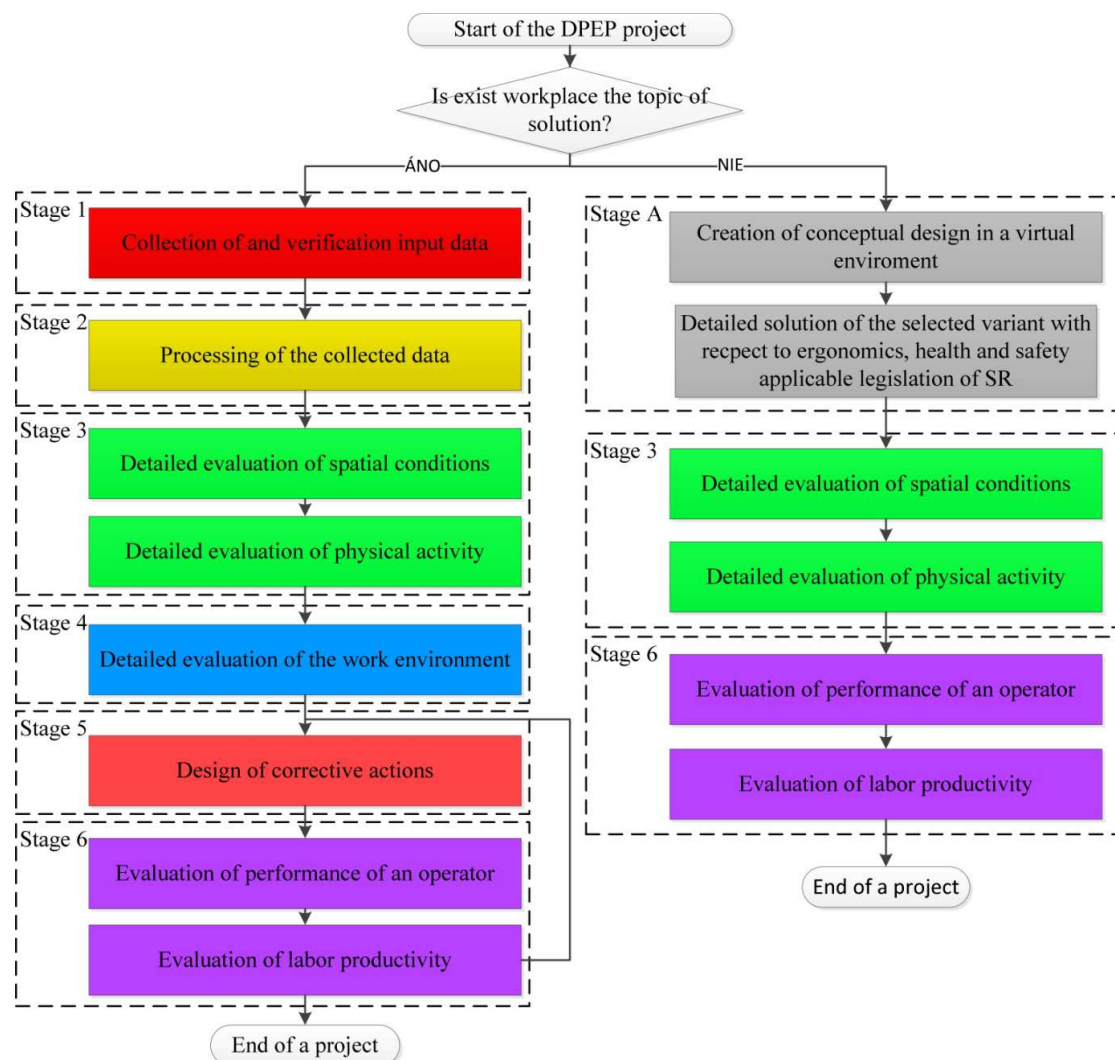 Start of the DPEP project
Is exist workplace the topic of
solution?
ÁNO
NIE
Stage 1
Collection of and verification input data
Stage 2
Processing of the collected data
Stage 3
Detailed evaluation of spatial conditions
Detailed evaluation of physical activity
Stage 4
Detailed evaluation of the work environment
Stage 5
Design of corrective actions
Stage 6
Evaluation of performance of an operator
Evaluation of labor productivity
End of a project
Stage A
Creation of conceptual design in a virtual
enviroment
Detailed solution of the selected variant with
recpect to ergonomics, health and safety
applicable legislation of SR
Stage 3
Detailed evaluation of spatial conditions
Detailed evaluation of physical activity
Stage 6
Evaluation of performance of an operator
Evaluation of labor productivity
End of a project